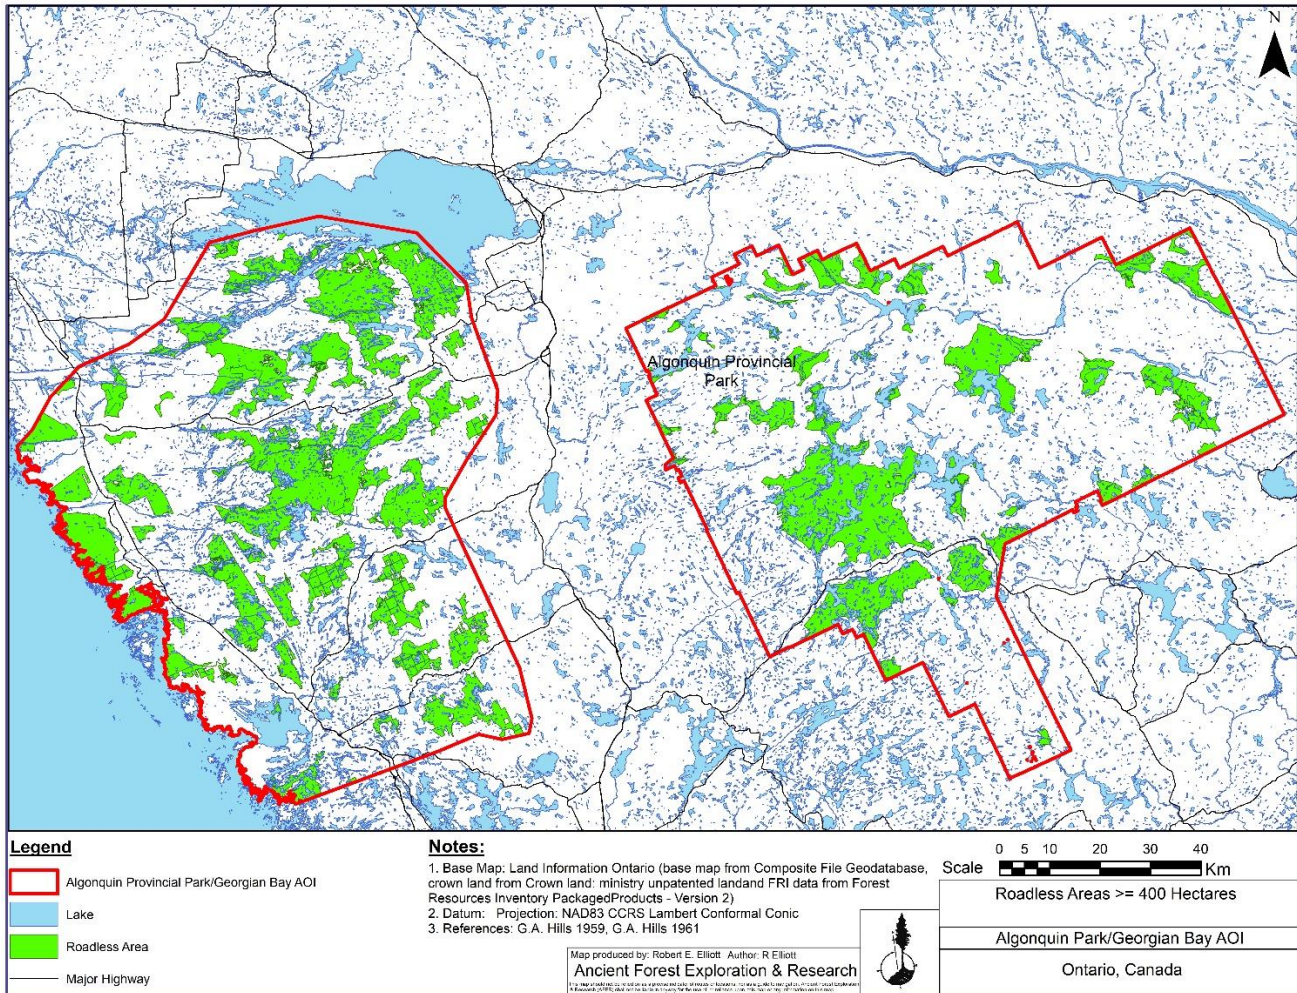 N
Algonquin Provincial
Park
Legend
Algonquin Provincial Park/Georgian Bay AOI
Lake
Roadless Area
Major Highway
Notes:
1. Base Map: Land Information Ontario (base map from Composite File Geodatabase,
crown land from Crown land: ministry unpatented landand FRI data from Forest
Resources Inventory PackagedProducts - Version 2)
2. Datum: Projection: NAD83 CCRS Lambert Conformal Conic
3. References: G.A. Hills 1959, G.A. Hills 1961
Map produced by: Robert E. Elliott Author: R Elliott
Ancient Forest Exploration & Research
Scale 0 5 10 20 30 40 Km
Roadless Areas >= 400 Hectares
Algonquin Park/Georgian Bay AOI
Ontario, Canada